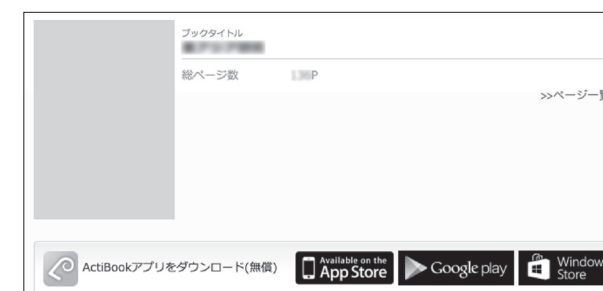 ブックタイトル
総ページ数
>>ページ一
ActiBookアプリをダウンロード(無償)
Available on the
App Store
Google play
Window
Store